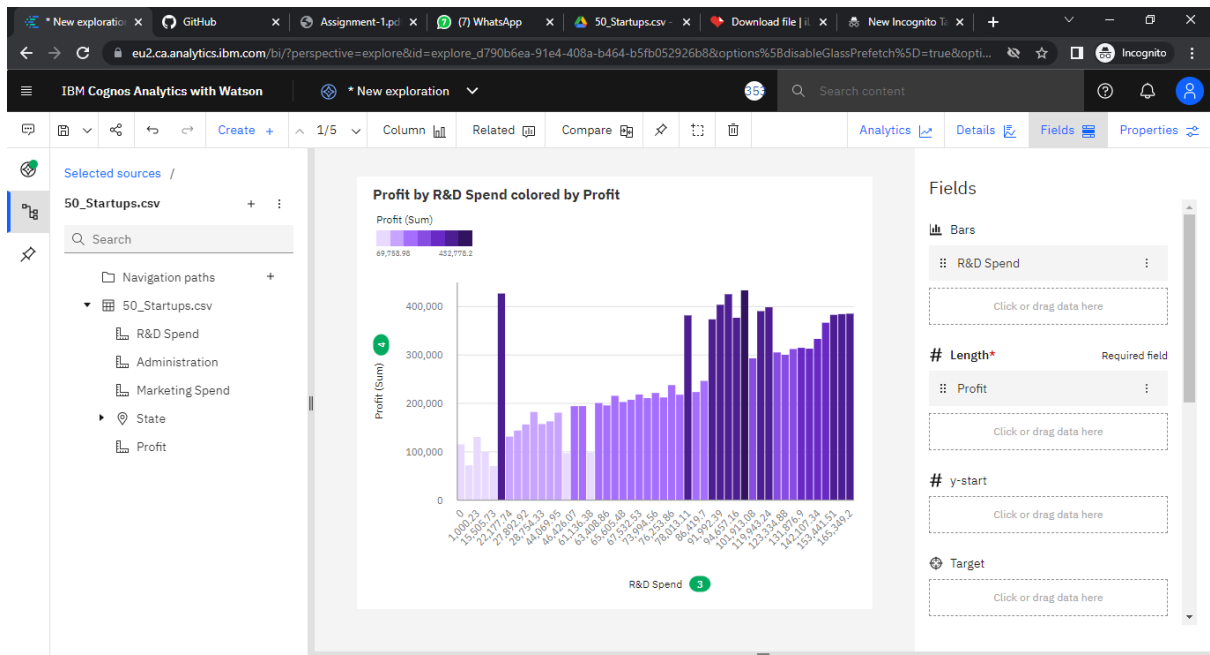 * New exploration
GitHub
Assignment-1.pd
(7) WhatsApp
50_Startups.csv -
Download file | iL
New Incognito Ta
eu2.ca.analytics.ibm.com/bi/?perspective=explore&id=explore_d790b6ea-91e4-408a-b464-b5fb052926b8&options%5BdisableGlassPrefetch%5D=true&opti...
Incognito
IBM Cognos Analytics with Watson
* New exploration
Search content
Create +
1/5
Column
Related
Compare
Analytics
Details
Fields
Properties
Selected sources /
50_Startups.csv
Search
Navigation paths
50_Startups.csv
R&D Spend
Administration
Marketing Spend
State
Profit
Profit by R&D Spend colored by Profit
Profit (Sum)
69,758.98
432,778.2
400,000
300,000
200,000
100,000
0
Profit (Sum)
4
0
1,000.23
15,505.73
22,177.74
27,892.92
28,754.33
44,069.95
46,426.07
61,136.38
63,408.86
65,605.48
67,532.53
73,994.56
76,253.86
78,013.11
86,419.7
91,992.39
94,657.16
101,913.08
119,943.24
123,334.88
131,876.9
142,107.34
153,441.51
165,349.2
R&D Spend
3
Fields
Bars
R&D Spend
Click or drag data here
# Length*
Required field
Profit
Click or drag data here
# y-start
Click or drag data here
Target
Click or drag data here